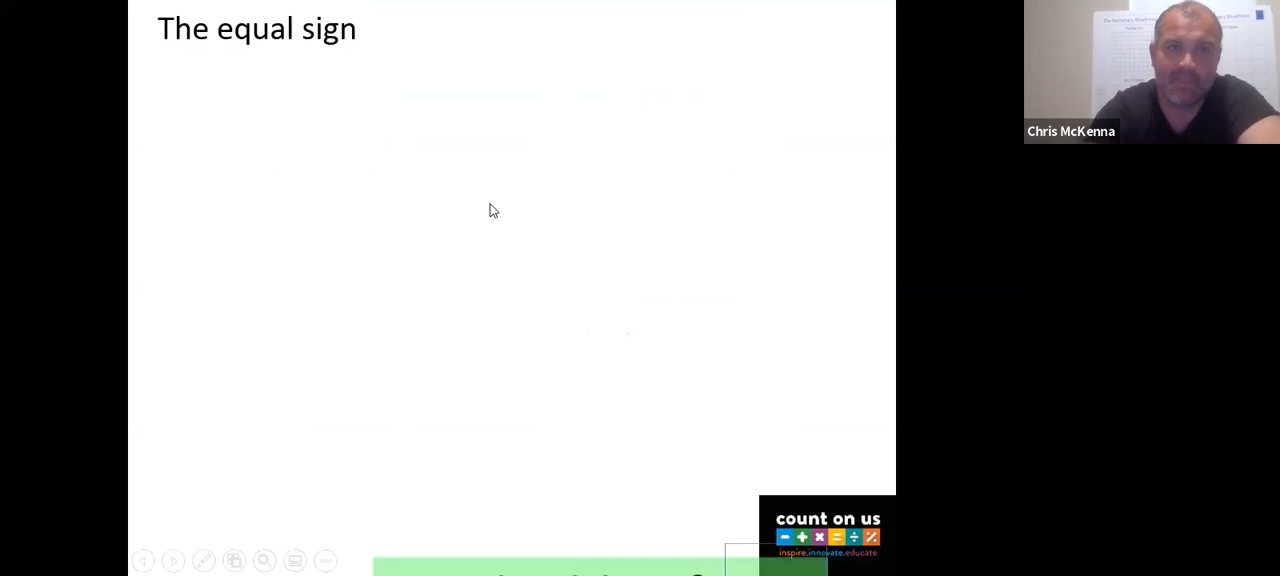 The equal sign
Chris McKenna
count on us
inspire.innovate.educate